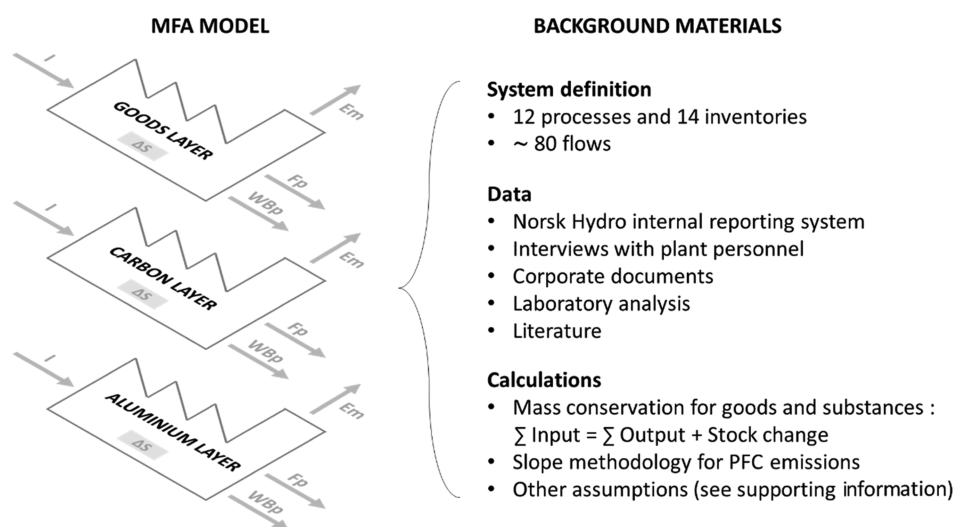 MFA MODEL
I
Em
GOODS LAYER
ΔS
Fp
WBp
I
Em
CARBON LAYER
ΔS
Fp
WBp
I
Em
ALUMINIUM LAYER
ΔS
Fp
WBp
BACKGROUND MATERIALS
System definition
• 12 processes and 14 inventories
• ~ 80 flows
Data
• Norsk Hydro internal reporting system
• Interviews with plant personnel
• Corporate documents
• Laboratory analysis
• Literature
Calculations
• Mass conservation for goods and substances :
∑ Input = ∑ Output + Stock change
• Slope methodology for PFC emissions
• Other assumptions (see supporting information)